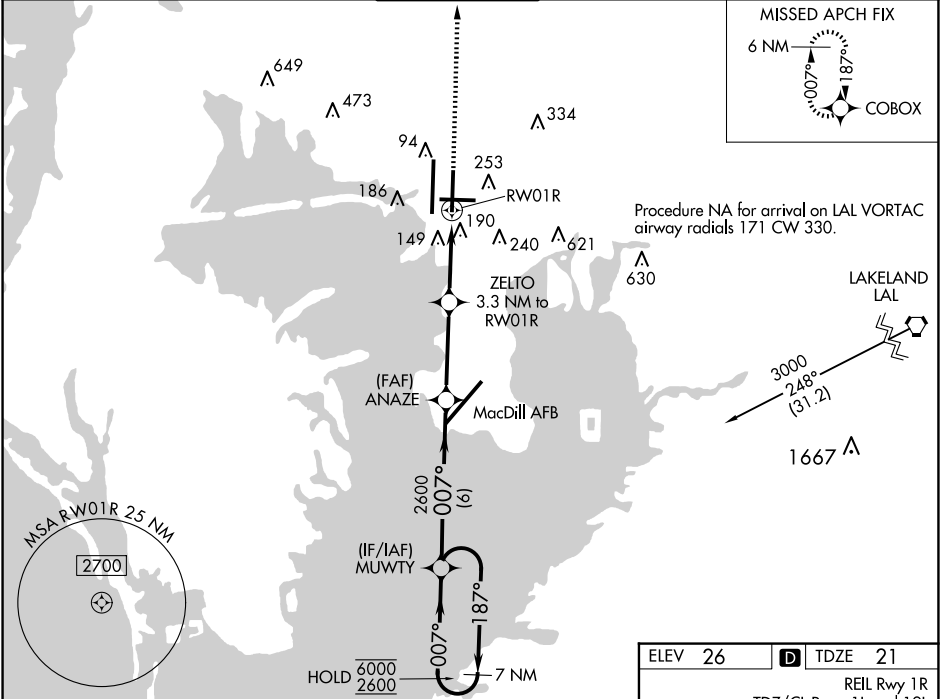 MISSED APCH FIX
6 NM
007°
187°
COBOX
649
473
334
94
253
186
RW01R
190
149
240
621
Procedure NA for arrival on LAL VORTAC
airway radials 171 CW 330.
630
LAKELAND
LAL
ZELTO
3.3 NM to
RW01R
3000
248°
(31.2)
(FAF)
ANAZE
MacDill AFB
1667
2600
007°
(6)
MSA RW01R 25 NM
2700
(IF/IAF)
MUWTY
187°
007°
HOLD 6000
2600
7 NM
ELEV 26
D
TDZE 21
REIL Rwy 1R